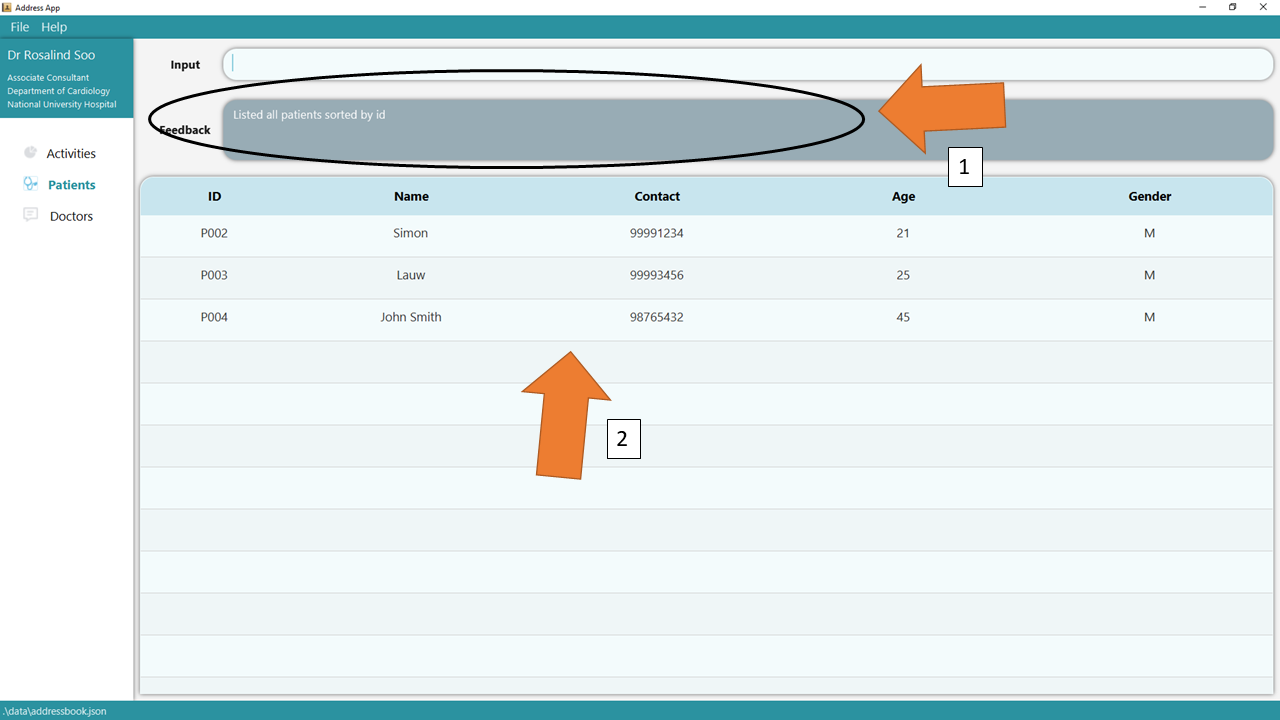 Address App
File Help
Dr Rosalind Soo
Associate Consultant
Department of Cardiology
National University Hospital
Activities
Patients
Doctors
Input
Feedback
Listed all patients sorted by id
1
ID Name Contact Age Gender
P002 Simon 99991234 21 M
P003 Lauw 99993456 25 M
P004 John Smith 98765432 45 M
2
.\data\addressbook.json